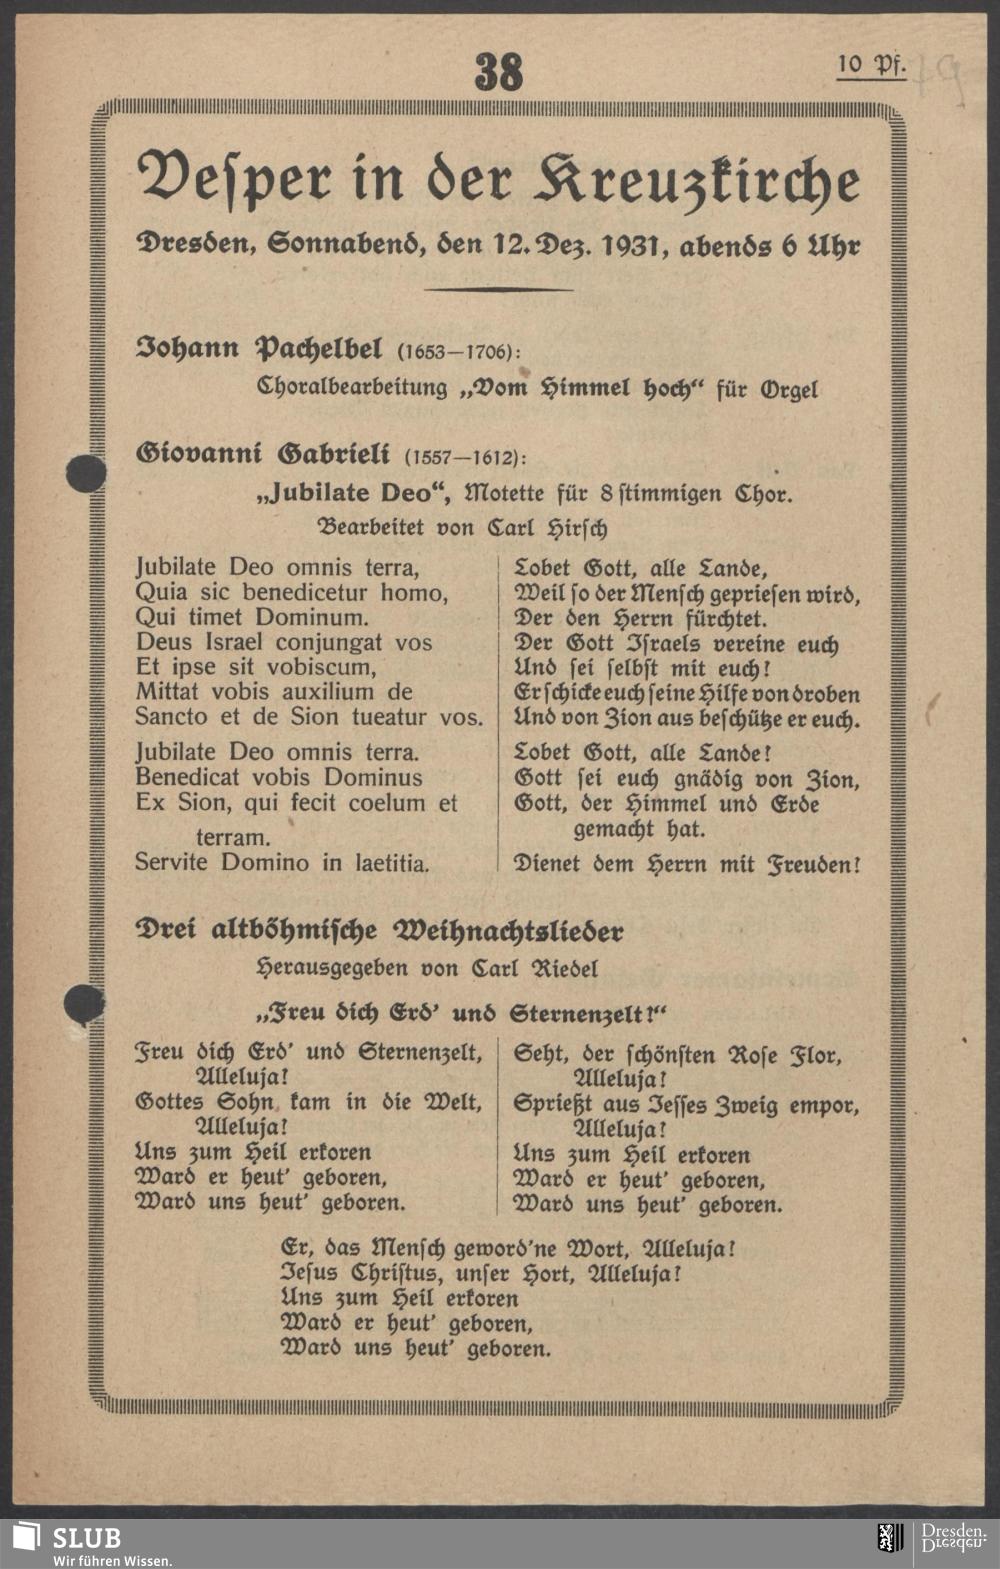 38
10 Pf.
Vesper in der Kreuzkirche
Dresden, Sonnabend, den 12. Dez. 1931, abends 6 Uhr
Johann Pachelbel (1653—1706):
Choralbearbeitung „Vom Himmel hoch“ für Orgel
Giovanni Gabrieli (1557—1612):
„Jubilate Deo“, Motette für 8 stimmigen Chor.
Bearbeitet von Carl Hirsch
Jubilate Deo omnis terra,
Quia sic benedicetur homo,
Qui timet Dominum.
Deus Israel conjungat vos
Et ipse sit vobiscum,
Mittat vobis auxilium de
Sancto et de Sion tueatur vos.
Jubilate Deo omnis terra.
Benedicat vobis Dominus
Ex Sion, qui fecit coelum et
terram.
Servite Domino in laetitia.
Lobet Gott, alle Lande,
Weil so der Mensch gepriesen wird,
Der den Herrn fürchtet.
Der Gott Israels vereine euch
Und sei selbst mit euch!
Er schicke euch seine Hilfe von droben
Und von Zion aus beschütze er euch.
Lobet Gott, alle Lande!
Gott sei euch gnädig von Zion,
Gott, der Himmel und Erde
gemacht hat.
Dienet dem Herrn mit Freuden!
Drei altböhmische Weihnachtslieder
Herausgegeben von Carl Riedel
„Freu dich Erd’ und Sternenzelt!“
Freu dich Erd’ und Sternenzelt,
Alleluja!
Gottes Sohn kam in die Welt,
Alleluja!
Uns zum Heil erkoren
Ward er heut’ geboren,
Ward uns heut’ geboren.
Seht, der schönsten Rose Flor,
Alleluja!
Sprießt aus Jesses Zweig empor,
Alleluja!
Uns zum Heil erkoren
Ward er heut’ geboren,
Ward uns heut’ geboren.
Er, das Mensch geword’ne Wort, Alleluja!
Jesus Christus, unser Hort, Alleluja!
Uns zum Heil erkoren
Ward er heut’ geboren,
Ward uns heut’ geboren.
SLUB
Wir führen Wissen.
Dresden.
Dresden.